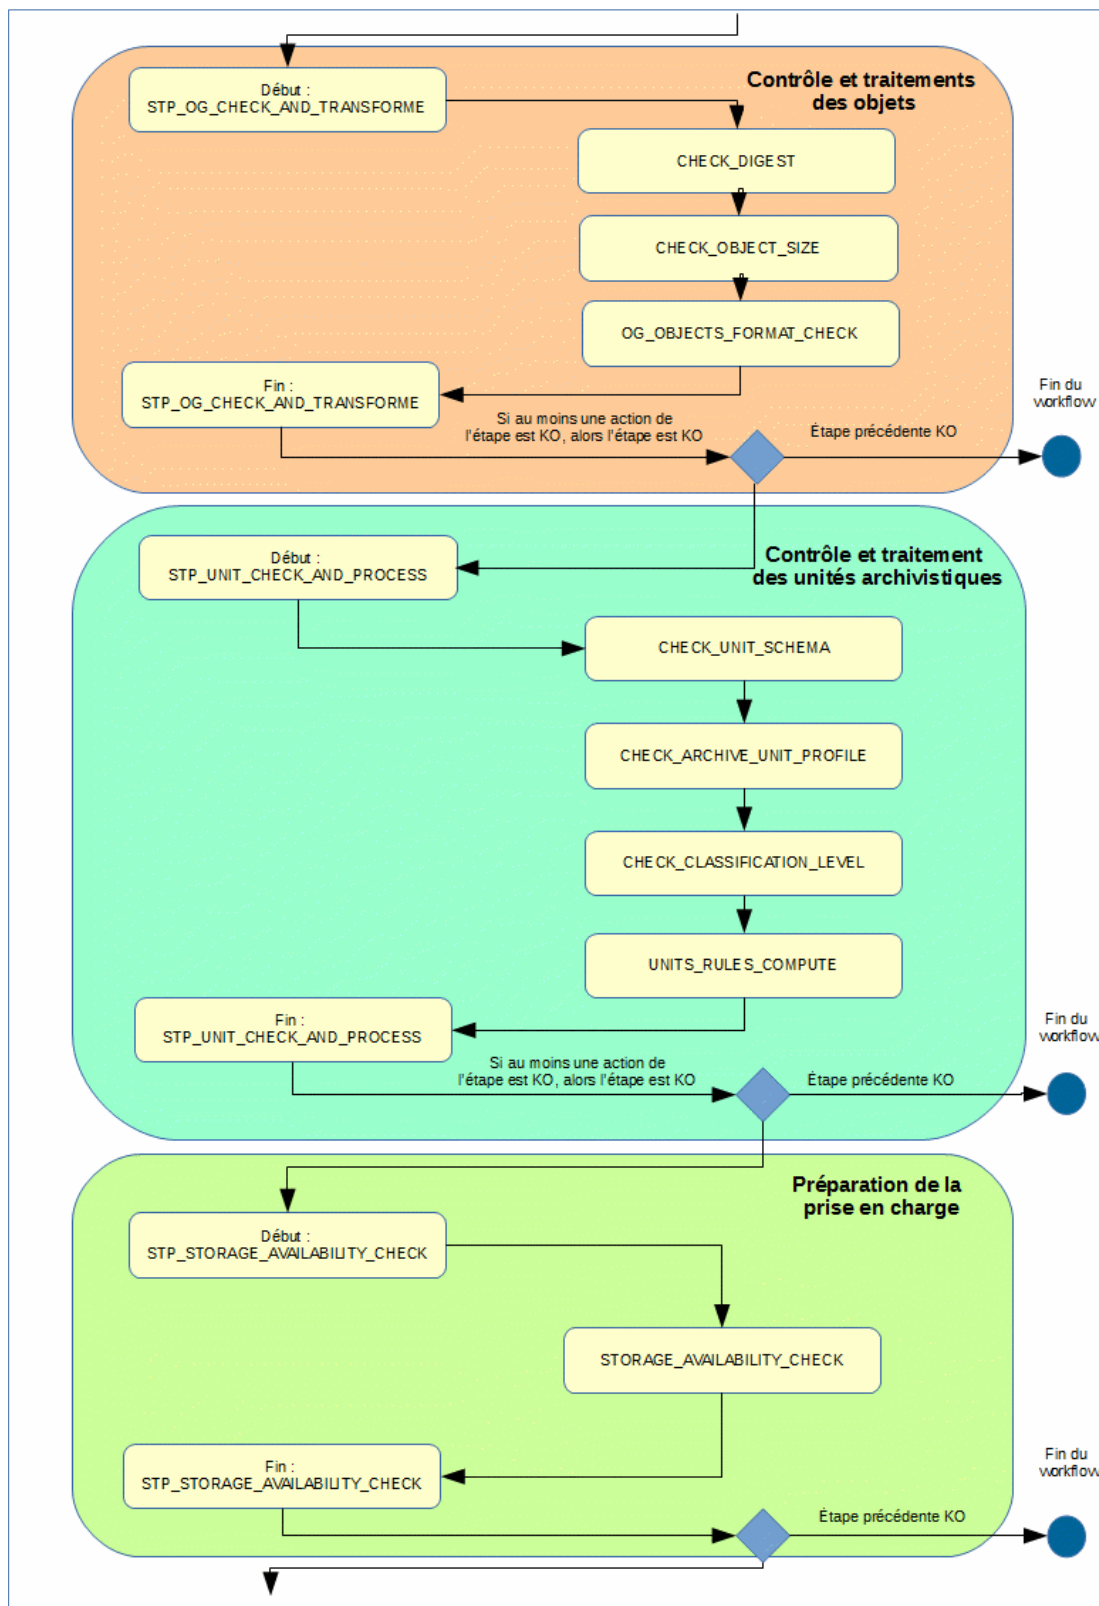 Contrôle et traitements
des objets
Début :
STP_OG_CHECK_AND_TRANSFORME
CHECK_DIGEST
CHECK_OBJECT_SIZE
OG_OBJECTS_FORMAT_CHECK
Fin :
STP_OG_CHECK_AND_TRANSFORME
Si au moins une action de
l'étape est KO, alors l'étape est KO
Étape précédente KO
Fin du
workflow
Contrôle et traitement
des unités archivistiques
Début :
STP_UNIT_CHECK_AND_PROCESS
CHECK_UNIT_SCHEMA
CHECK_ARCHIVE_UNIT_PROFILE
CHECK_CLASSIFICATION_LEVEL
UNITS_RULES_COMPUTE
Fin :
STP_UNIT_CHECK_AND_PROCESS
Si au moins une action de
l'étape est KO, alors l'étape est KO
Étape précédente KO
Fin du
workflow
Préparation de la
prise en charge
Début :
STP_STORAGE_AVAILABILITY_CHECK
STORAGE_AVAILABILITY_CHECK
Fin :
STP_STORAGE_AVAILABILITY_CHECK
Étape précédente KO
Fin du
workflow